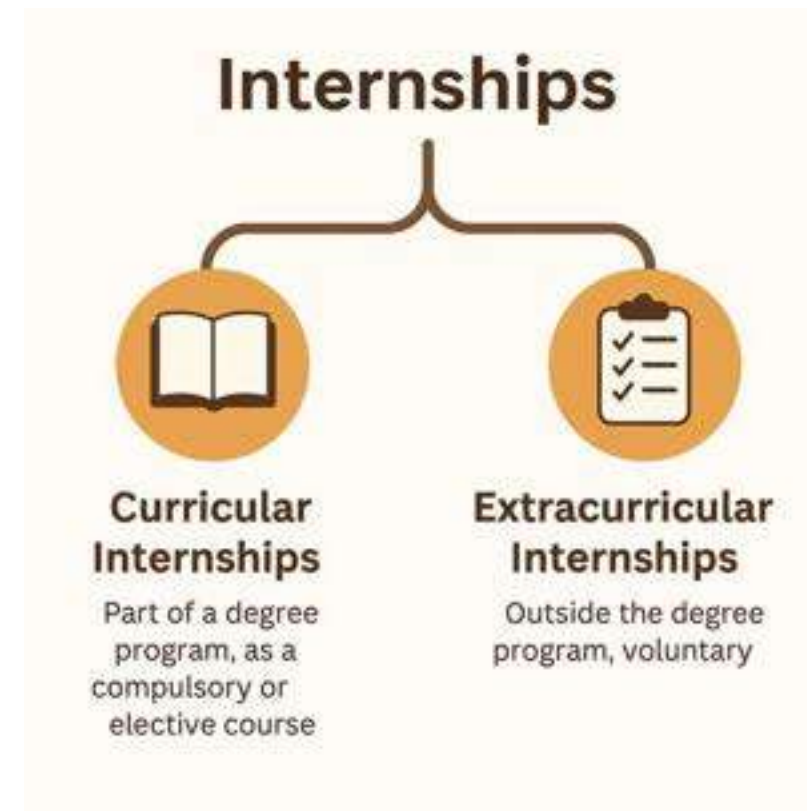 Internships
Curricular
Internships
Part of a degree
program, as a
compulsory or
elective course
Extracurricular
Internships
Outside the degree
program, voluntary